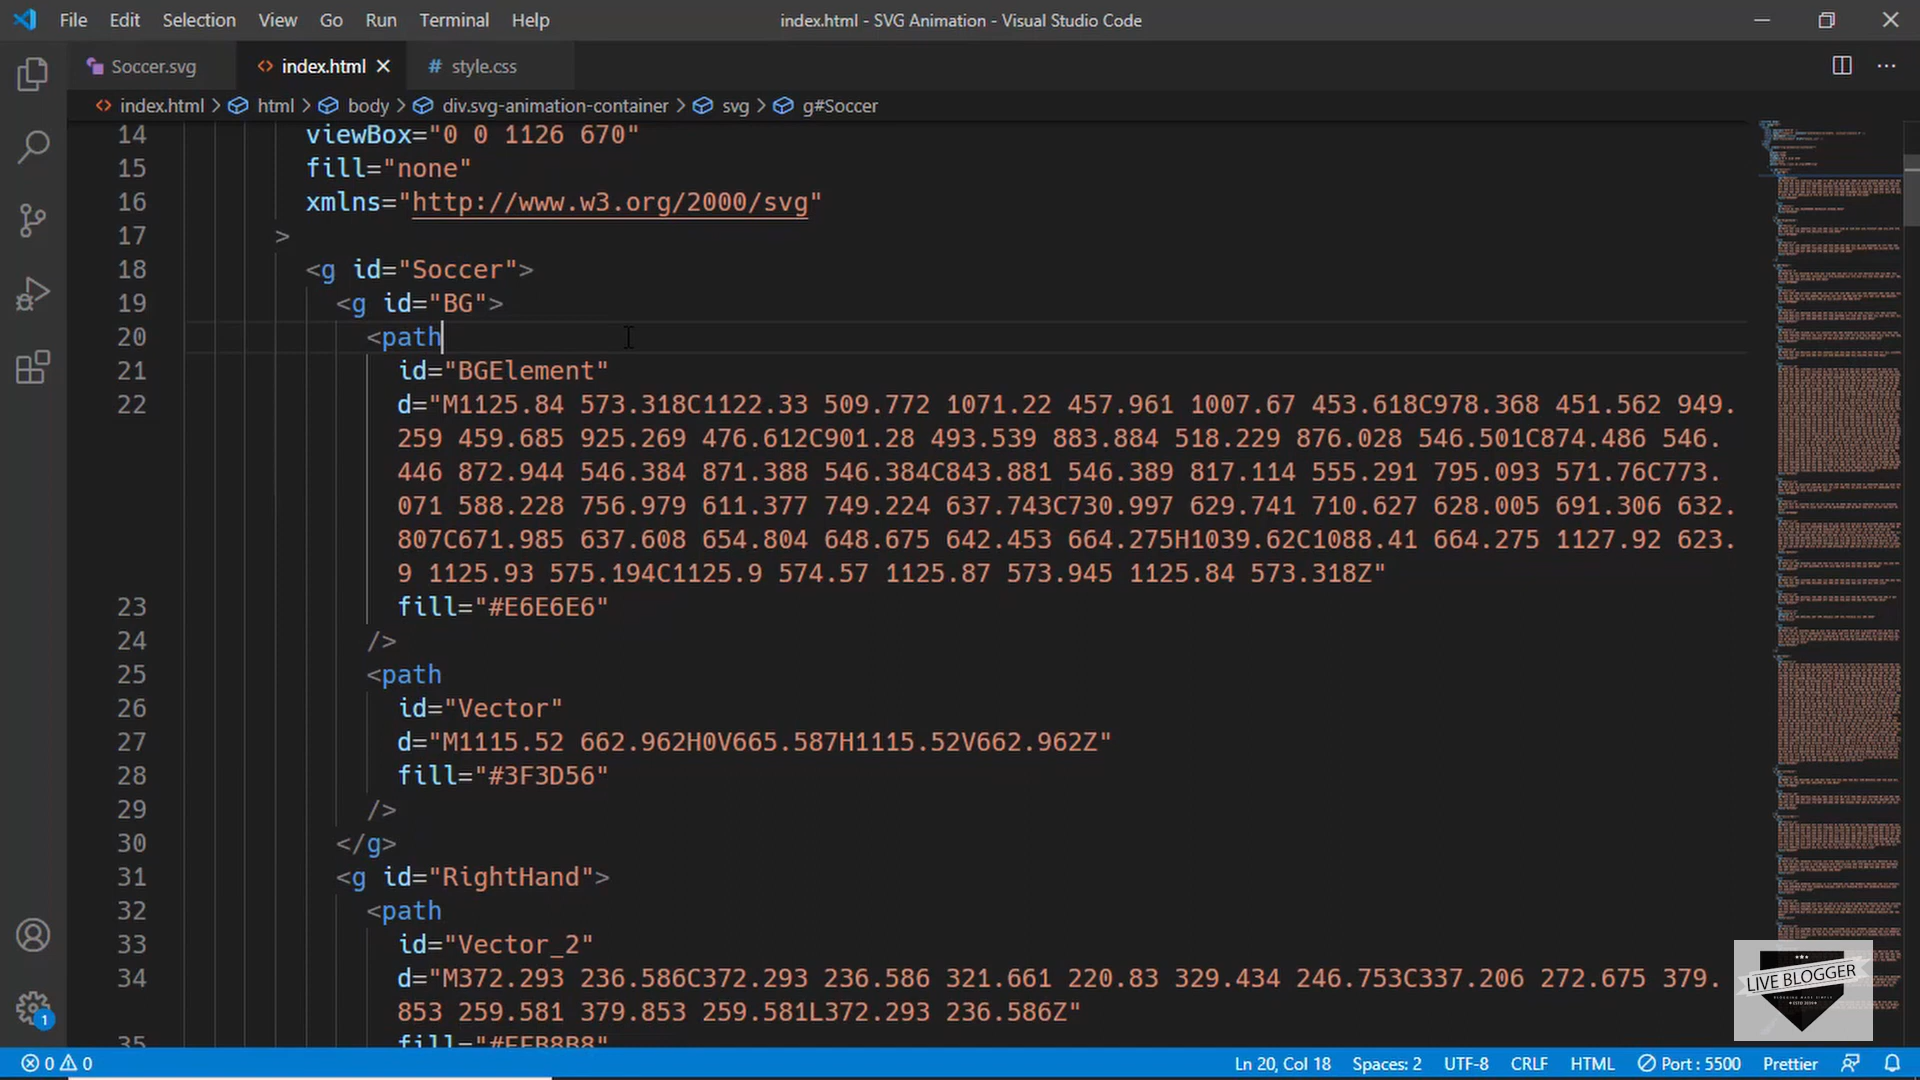 File Edit Selection View Go Run Terminal Help
index.html - SVG Animation - Visual Studio Code
Soccer.svg
<> index.html
# style.css
<> index.html > html > body > div.svg-animation-container > svg > g#Soccer
14 viewBox="0 0 1126 670"
15 fill="none"
16 xmlns="http://www.w3.org/2000/svg"
17 >
18 <g id="Soccer">
19 <g id="BG">
20 <path
21 id="BGElement"
22 d="M1125.84 573.318C1122.33 509.772 1071.22 457.961 1007.67 453.618C978.368 451.562 949.
259 459.685 925.269 476.612C901.28 493.539 883.884 518.229 876.028 546.501C874.486 546.
446 872.944 546.384 871.388 546.384C843.881 546.389 817.114 555.291 795.093 571.76C773.
071 588.228 756.979 611.377 749.224 637.743C730.997 629.741 710.627 628.005 691.306 632.
807C671.985 637.608 654.804 648.675 642.453 664.275H1039.62C1088.41 664.275 1127.92 623.
9 1125.93 575.194C1125.9 574.57 1125.87 573.945 1125.84 573.318Z"
23 fill="#E6E6E6"
24 />
25 <path
26 id="Vector"
27 d="M1115.52 662.962H0V665.587H1115.52V662.962Z"
28 fill="#3F3D56"
29 />
30 </g>
31 <g id="RightHand">
32 <path
33 id="Vector_2"
34 d="M372.293 236.586C372.293 236.586 321.661 220.83 329.434 246.753C337.206 272.675 379.
853 259.581 379.853 259.581L372.293 236.586Z"
35 fill="#FFB8B8"
LIVE BLOGGER
1
0 0
Ln 20, Col 18 Spaces: 2 UTF-8 CRLF HTML Port : 5500 Prettier